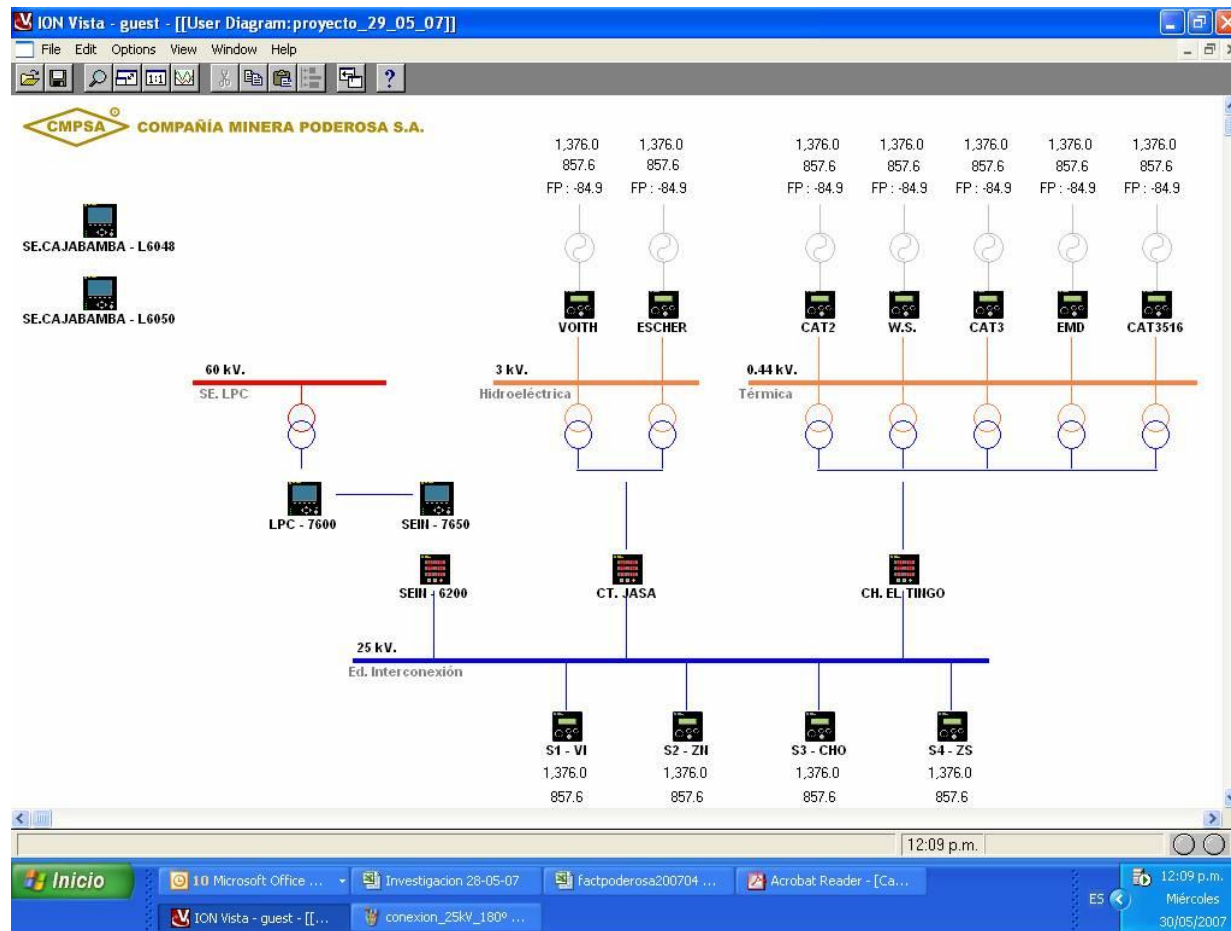 ION Vista - guest - [[User Diagram:proyecto_29_05_07]]
File Edit Options View Window Help
1:1
?
CMPSA COMPAÑÍA MINERA PODEROSA S.A.
1,376.0 1,376.0 1,376.0 1,376.0 1,376.0 1,376.0 1,376.0
857.6 857.6 857.6 857.6 857.6 857.6 857.6
FP : -84.9 FP : -84.9 FP : -84.9 FP : -84.9 FP : -84.9 FP : -84.9 FP : -84.9
SE.CAJABAMBA - L6048
SE.CAJABAMBA - L6050
VOITH ESCHER CAT2 W.S. CAT3 EMD CAT3516
60 kV. 3 kV. 0.44 kV.
SE. LPC Hidroeléctrica Térmica
LPC - 7600 SEIN - 7650
SEIN - 6200 CT. JASA CH. EL TINGO
25 kV.
Ed. Interconexión
S1 - VI S2 - ZN S3 - CHO S4 - ZS
1,376.0 1,376.0 1,376.0 1,376.0
857.6 857.6 857.6 857.6
12:09 p.m.
Inicio 10 Microsoft Office ... Investigacion 28-05-07 factpoderosa200704 ... Acrobat Reader - [Ca... 12:09 p.m.
ES Miércoles
ION Vista - guest - [[... conexion_25kV_180º ... 30/05/2007